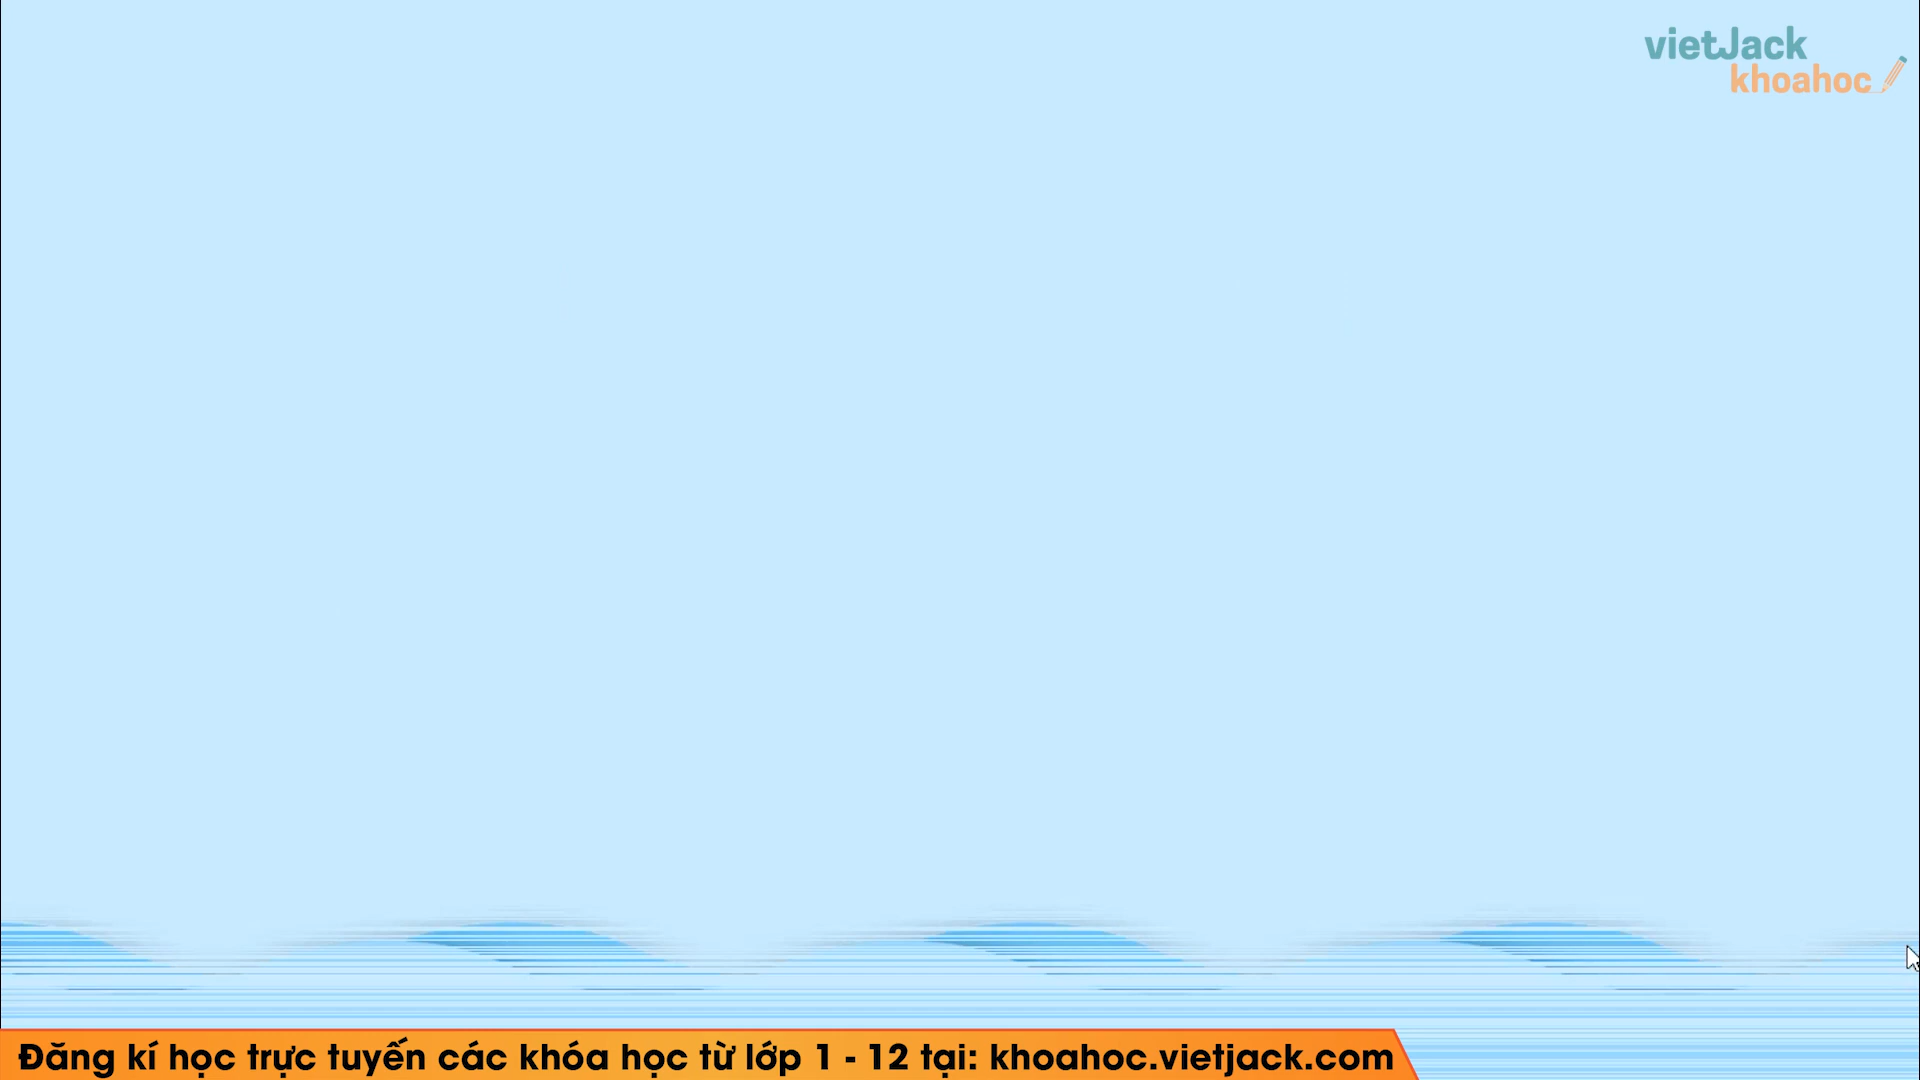 vietJack
khoahoc
Đăng kí học trực tuyến các khóa học từ lớp 1 - 12 tại: khoahoc.vietjack.com